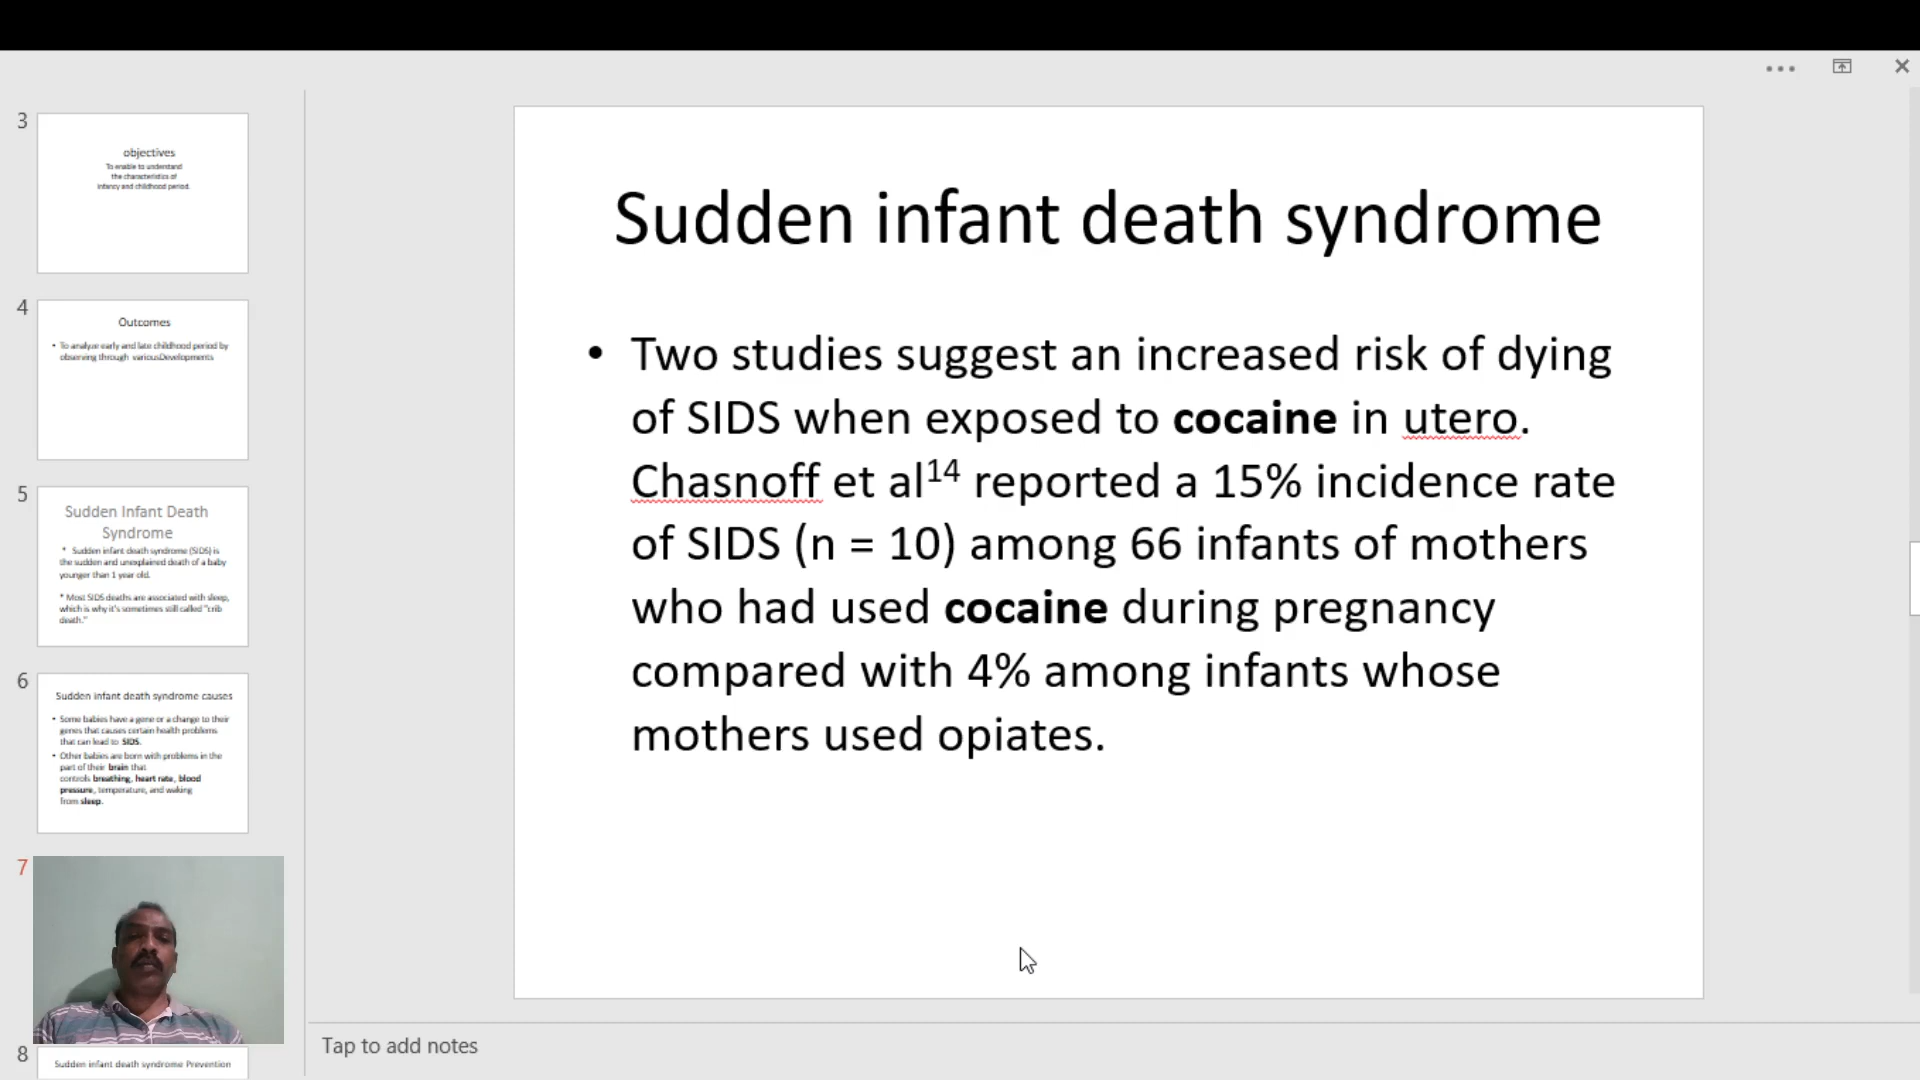 3
objectives
To enable to understand
the characteristics of
infancy and childhood period.
4
Outcomes
• To analyze early and late childhood period by
observing through variousDevelopments
5
Sudden Infant Death
Syndrome
* Sudden infant death syndrome (SIDS) is
the sudden and unexplained death of a baby
younger than 1 year old.
* Most SIDS deaths are associated with sleep,
which is why it's sometimes still called "crib
death."
6
Sudden infant death syndrome causes
• Some babies have a gene or a change to their
genes that causes certain health problems
that can lead to SIDS.
• Other babies are born with problems in the
part of their brain that
controls breathing, heart rate, blood
pressure, temperature, and waking
from sleep.
7
8
Sudden infant death syndrome Prevention
Sudden infant death syndrome
• Two studies suggest an increased risk of dying
of SIDS when exposed to cocaine in utero.
Chasnoff et al14 reported a 15% incidence rate
of SIDS (n = 10) among 66 infants of mothers
who had used cocaine during pregnancy
compared with 4% among infants whose
mothers used opiates.
Tap to add notes